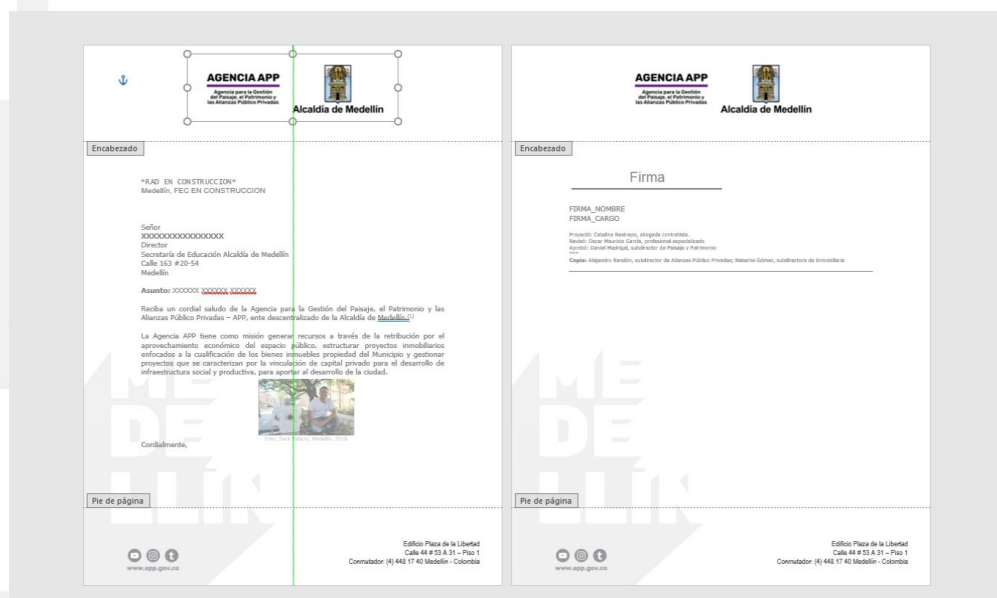 AGENCIA APP
Agencia para la Gestión
del Paisaje, el Patrimonio y
las Alianzas Público Privadas
Alcaldía de Medellín
Encabezado
*RAD EN CONSTRUCCION*
Medellín, FEC EN CONSTRUCCION
Señor
XXXXXXXXXXXXXXXX
Director
Secretaría de Educación Alcaldía de Medellín
Calle 163 #20-54
Medellín
Asunto: XXXXXX XXXXXX XXXXXX
Reciba un cordial saludo de la Agencia para la Gestión del Paisaje, el Patrimonio y las
Alianzas Público Privadas – APP, ente descentralizado de la Alcaldía de Medellín.[1]
La Agencia APP tiene como misión generar recursos a través de la retribución por el
aprovechamiento económico del espacio público, estructurar proyectos inmobiliarios
enfocados a la cualificación de los bienes inmuebles propiedad del Municipio y gestionar
proyectos que se caracterizan por la vinculación de capital privado para el desarrollo de
infraestructura social y productiva, para aportar al desarrollo de la ciudad.
Medellín, 2018
Cordialmente,
ME
DE
LLÍN
Pie de página
www.app.gov.co
Edificio Plaza de la Libertad
Calle 44 # 53 A 31 – Piso 1
Conmutador: (4) 448 17 40 Medellín - Colombia
AGENCIA APP
Agencia para la Gestión
del Paisaje, el Patrimonio y
las Alianzas Público Privadas
Alcaldía de Medellín
Encabezado
Firma
FIRMA_NOMBRE
FIRMA_CARGO
Proyectó: Catalina Restrepo, abogada contratista.
Revisó: Óscar Mauricio García, profesional especializado
Aprobó: Daniel Madrigal, subdirector de Paisaje y Patrimonio
***
Copia: Alejandro Rendón, subdirector de Alianzas Público Privadas; Natacha Gómez, subdirectora de Inmobiliaria
ME
DE
LLÍN
Pie de página
www.app.gov.co
Edificio Plaza de la Libertad
Calle 44 # 53 A 31 – Piso 1
Conmutador: (4) 448 17 40 Medellín - Colombia